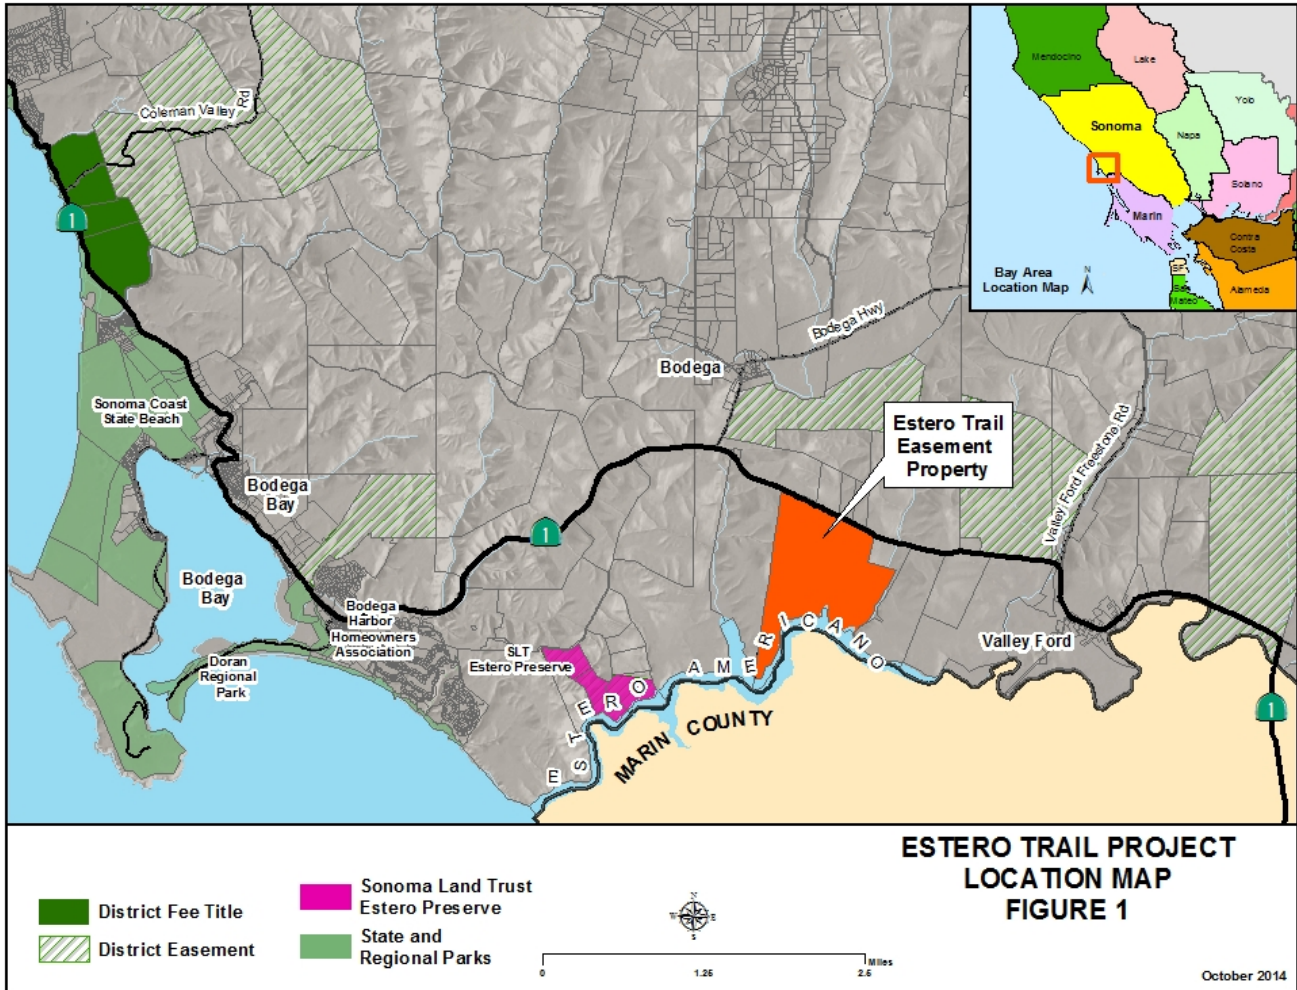 Coleman Valley Rd
1
Sonoma Coast
State Beach
Bodega
Bay
Bodega
Bay
Doran
Regional
Park
Bodega
Harbor
Homeowners
Association
1
SLT
Estero Preserve
Bodega
Bodega Hwy
Estero Trail
Easement
Property
Valley Ford Freestone Rd
Valley Ford
1
ESTERO AMERICANO
MARIN COUNTY
Mendocino
Lake
Sonoma
Napa
Yolo
Solano
Marin
Contra
Costa
SF
San
Mateo
Alameda
Bay Area
Location Map
N
District Fee Title
District Easement
Sonoma Land Trust
Estero Preserve
State and
Regional Parks
N
W E
S
0 1.25 2.5
Miles
ESTERO TRAIL PROJECT
LOCATION MAP
FIGURE 1
October 2014